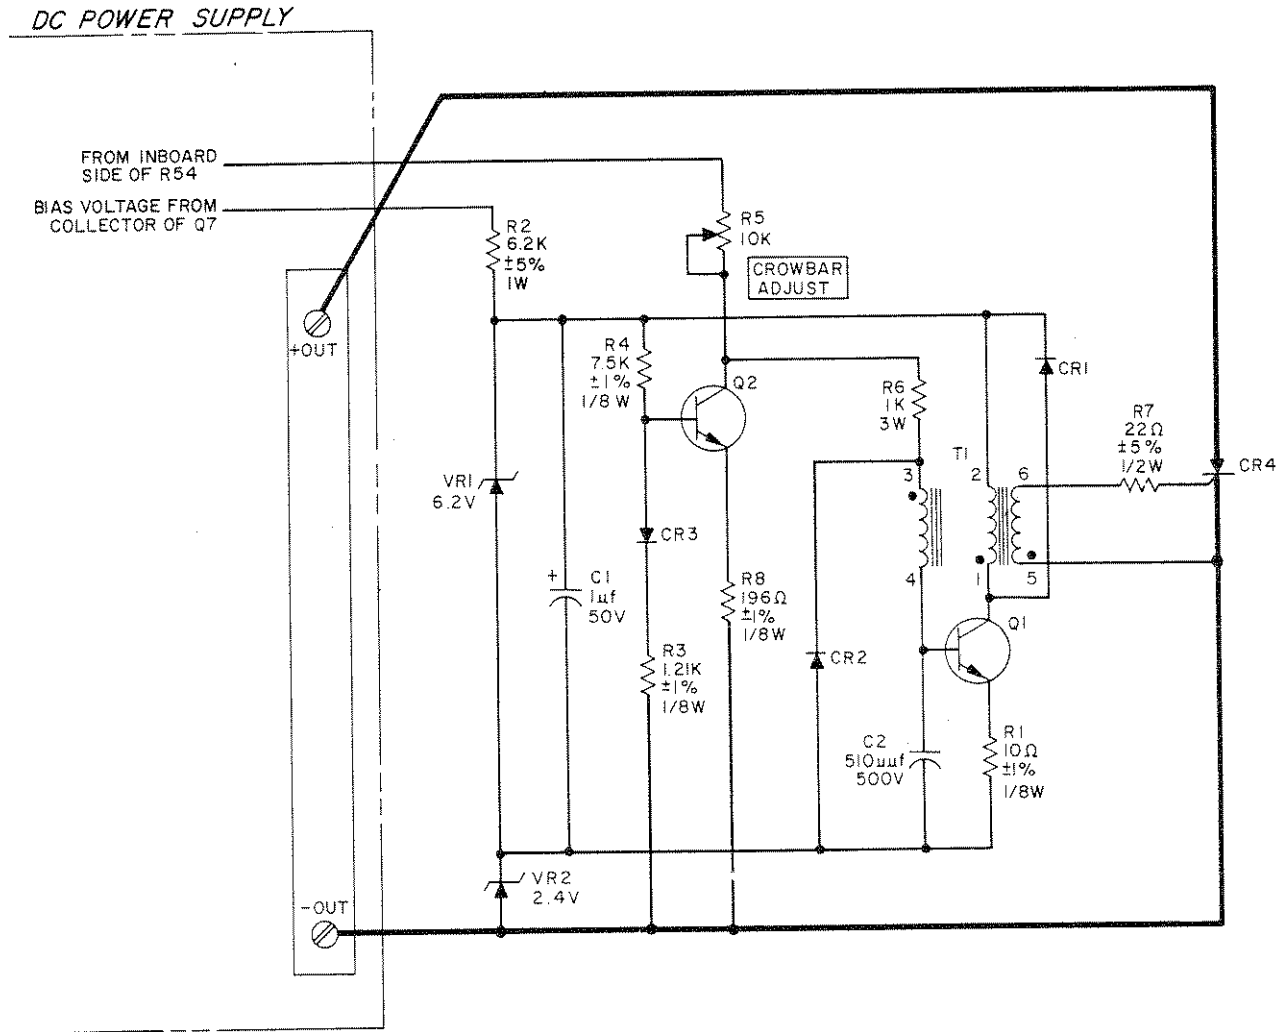 DC POWER SUPPLY
FROM INBOARD
SIDE OF R54
BIAS VOLTAGE FROM
COLLECTOR OF Q7
R2
6.2K
±5%
1W
R5
10K
CROWBAR
ADJUST
+OUT
R4
7.5K
±1%
1/8 W
Q2
R6
1K
3W
CR1
R7
22Ω
±5%
1/2W
CR4
T1
3
2
6
VR1
6.2V
CR3
4
1
5
C1
+
1μf
50V
R8
196Ω
±1%
1/8W
Q1
R3
1.21K
±1%
1/8W
CR2
C2
510μμf
500V
R1
10Ω
±1%
1/8W
VR2
2.4V
-OUT